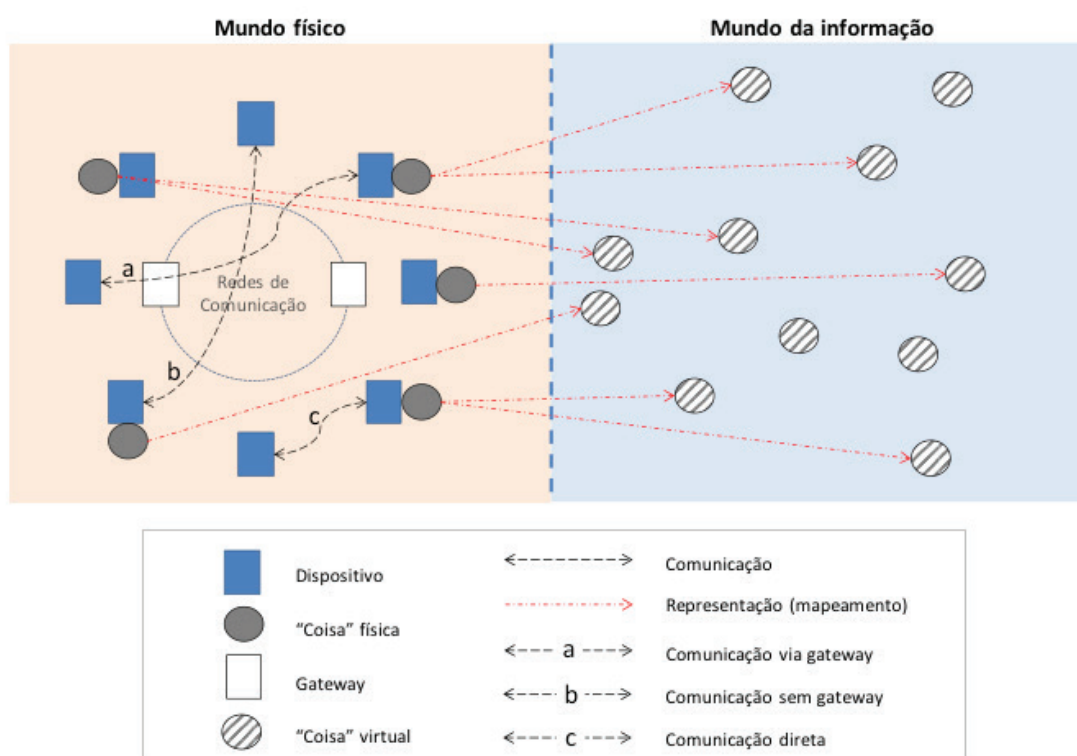 Mundo físico
Mundo da informação
a
Redes de
Comunicação
b
c
Dispositivo
Comunicação
"Coisa" física
Representação (mapeamento)
Gateway
a
Comunicação via gateway
b
Comunicação sem gateway
"Coisa" virtual
c
Comunicação direta